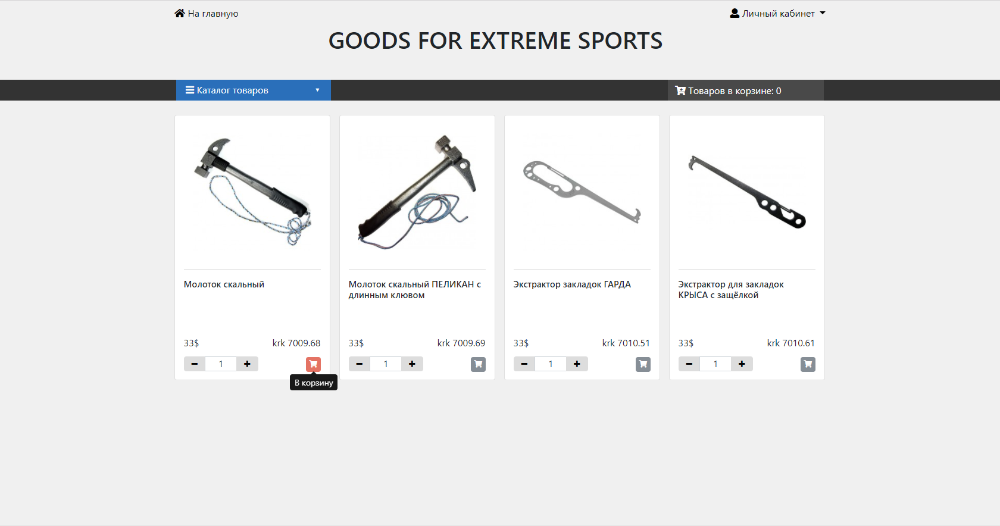 На главную
Личный кабинет
GOODS FOR EXTREME SPORTS
Каталог товаров
Товаров в корзине: 0
Молоток скальный
33$
krk 7009.68
1
В корзину
Молоток скальный ПЕЛИКАН с
длинным клювом
33$
krk 7009.69
1
Экстрактор закладок ГАРДА
33$
krk 7010.51
1
Экстрактор для закладок
КРЫСА с защёлкой
33$
krk 7010.61
1